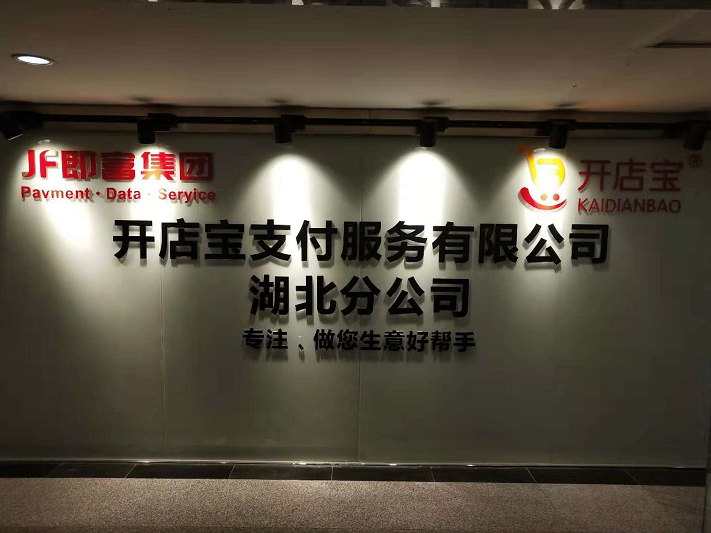 JF即富集团
Payment · Data · Service
开店宝®
KAIDIANBAO
开店宝支付服务有限公司
湖北分公司
专注、做您生意好帮手